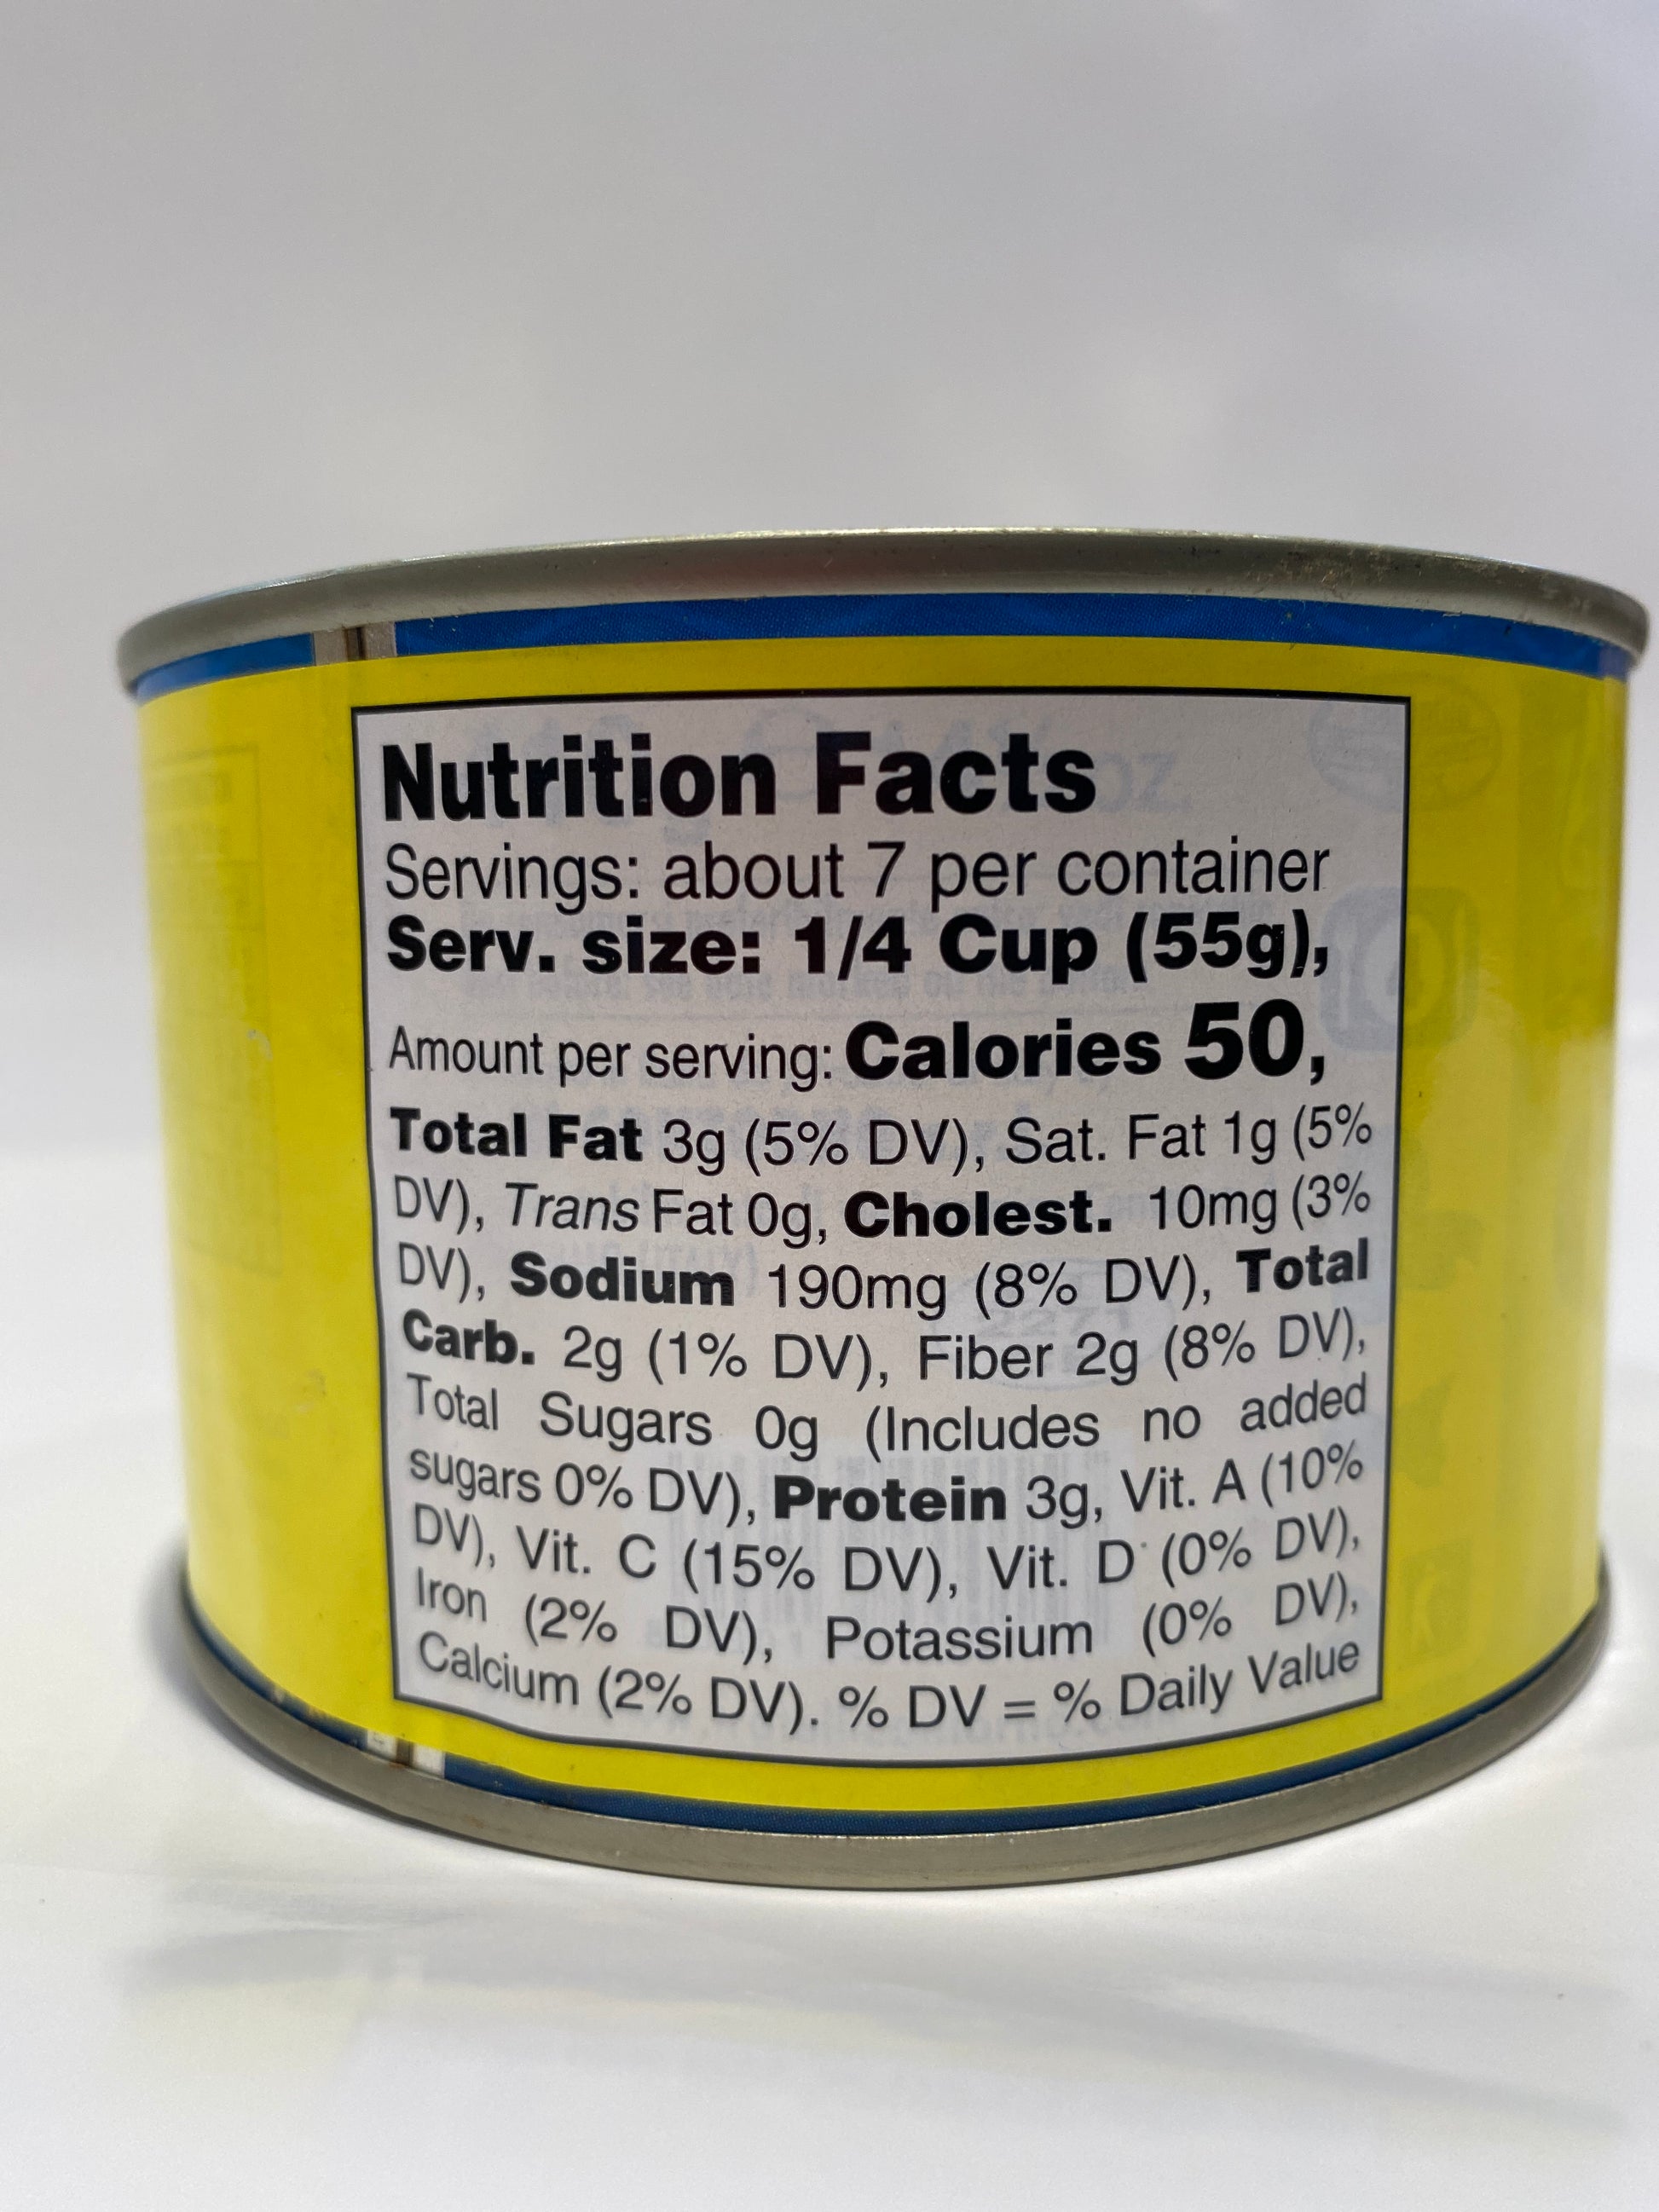 Nutrition Facts
Servings: about 7 per container
Serv. size: 1/4 Cup (55g),
Amount per serving: Calories 50,
Total Fat 3g (5% DV), Sat. Fat 1g (5%
DV), Trans Fat 0g, Cholest. 10mg (3%
DV), Sodium 190mg (8% DV), Total
Carb. 2g (1% DV), Fiber 2g (8% DV),
Total Sugars 0g (Includes no added
sugars 0% DV), Protein 3g, Vit. A (10%
DV), Vit. C (15% DV), Vit. D (0% DV),
Iron (2% DV), Potassium (0% DV),
Calcium (2% DV). % DV = % Daily Value